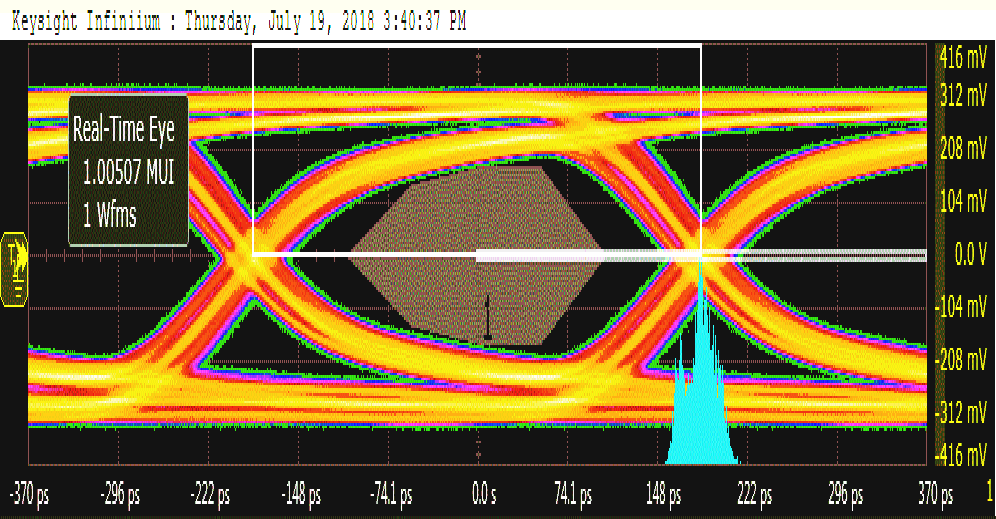 Keysight Infiniium : Thursday, July 19, 2018 3:40:37 PM
416 mV
312 mV
Real-Time Eye
208 mV
1.00507 MUI
104 mV
1 Wfms
0.0 V
-104 mV
-208 mV
-312 mV
-416 mV
-370 ps -296 ps -222 ps -148 ps -74.1 ps 0.0 s 74.1 ps 148 ps 222 ps 296 ps 370 ps 1